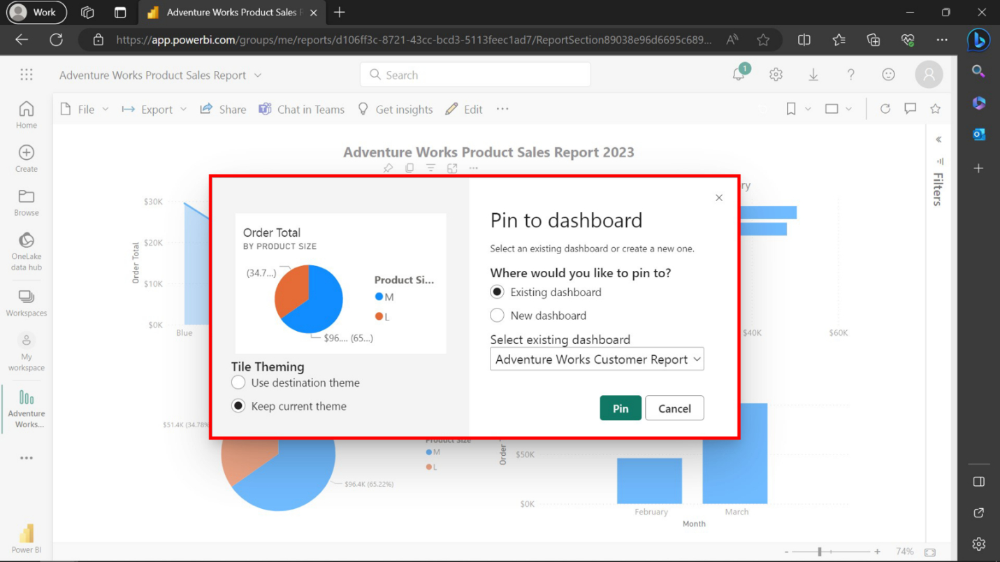 Work
Adventure Works Product Sales R
https://app.powerbi.com/groups/me/reports/d106ff3c-8721-43cc-bcd3-5113feec1ad7/ReportSection89038e96d6695c689...
Adventure Works Product Sales Report
Search
1
File
Export
Share
Chat in Teams
Get insights
Edit
Home
Create
Browse
OneLake
data hub
Workspaces
My
workspace
Adventure
Works...
Power BI
Adventure Works Product Sales Report 2023
Filters
$30K
$20K
$10K
$0K
Order Total
Blue
ry
$40K
$60K
Order Total
BY PRODUCT SIZE
(34.7...)
Product Si...
M
L
$96.... (65...)
Tile Theming
Use destination theme
Keep current theme
Pin to dashboard
Select an existing dashboard or create a new one.
Where would you like to pin to?
Existing dashboard
New dashboard
Select existing dashboard
Adventure Works Customer Report
Pin
Cancel
$51.4K (34.78%
Product Size
M
L
$96.4K (65.22%)
Order
$50K
$0K
February
March
Month
74%